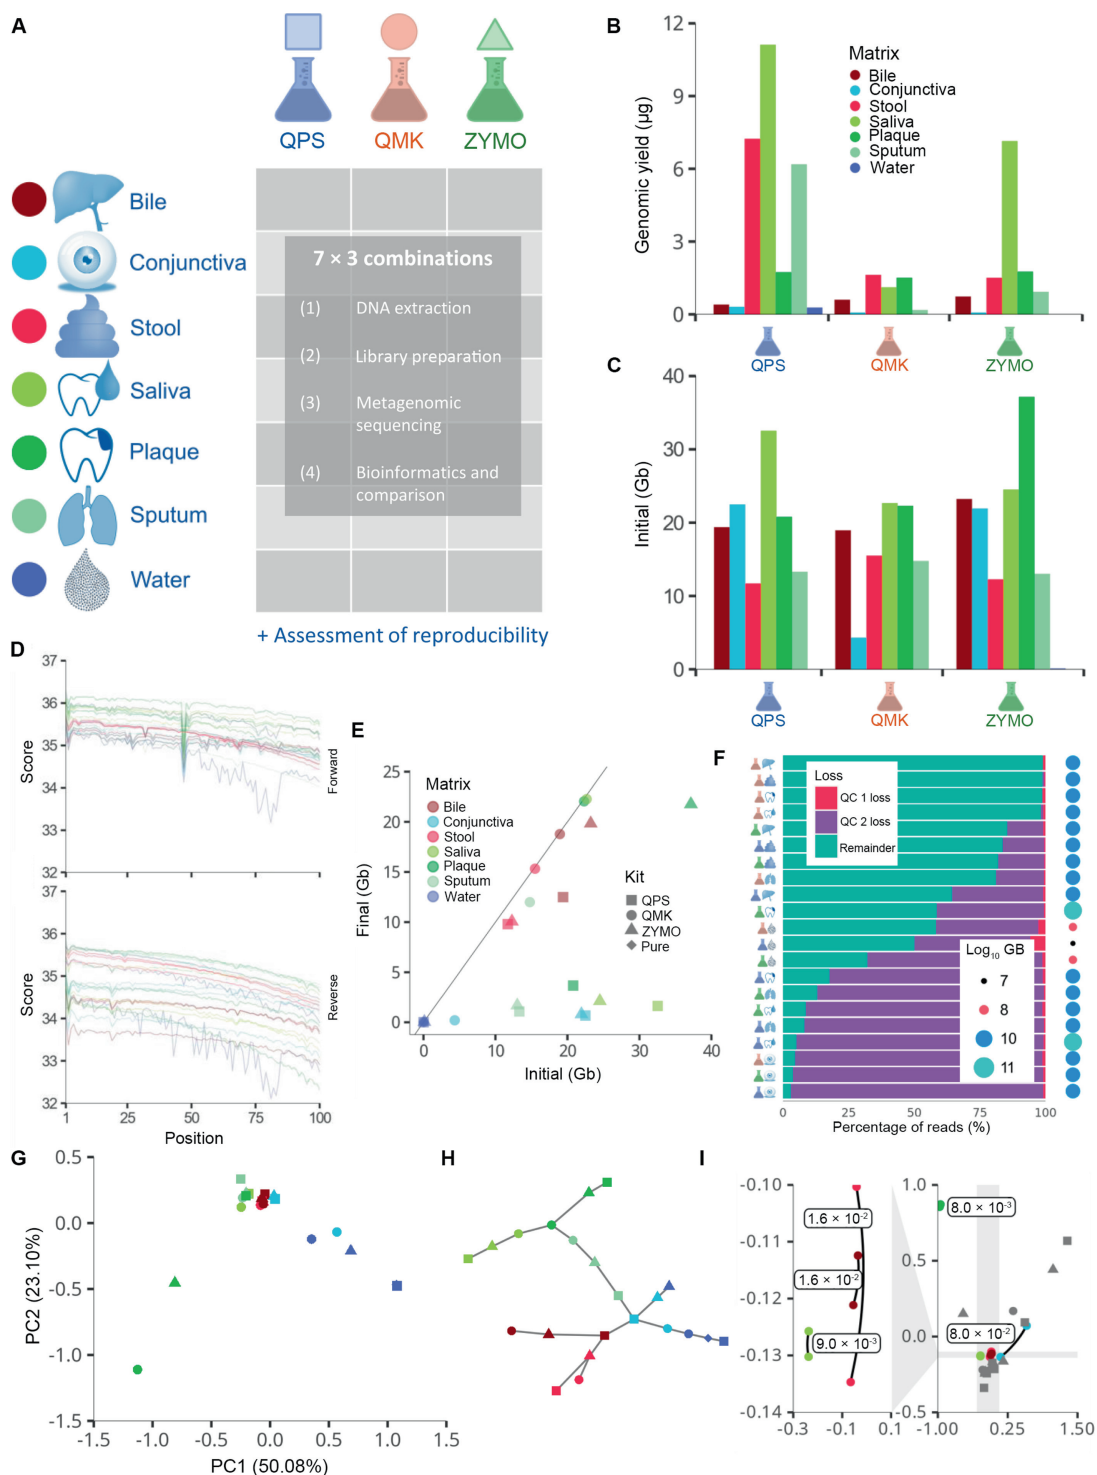 A
QPS
QMK
ZYMO
Bile
Conjunctiva
Stool
Saliva
Plaque
Sputum
Water
7 × 3 combinations
(1) DNA extraction
(2) Library preparation
(3) Metagenomic
sequencing
(4) Bioinformatics and
comparison
+ Assessment of reproducibility
B
Genomic yield (µg)
12
9
6
3
0
Matrix
Bile
Conjunctiva
Stool
Saliva
Plaque
Sputum
Water
QPS
QMK
ZYMO
C
Initial (Gb)
40
30
20
10
0
QPS
QMK
ZYMO
D
Score
37
36
35
34
33
32
Forward
Score
36
35
34
33
32
Reverse
1
25
50
75
100
Position
E
Final (Gb)
25
20
15
10
5
0
Matrix
Bile
Conjunctiva
Stool
Saliva
Plaque
Sputum
Water
Kit
QPS
QMK
ZYMO
Pure
0
10
20
30
40
Initial (Gb)
F
Loss
QC 1 loss
QC 2 loss
Remainder
Log10 GB
7
8
10
11
0
25
50
75
100
Percentage of reads (%)
G
PC2 (23.10%)
0.5
0.0
-0.5
-1.0
-1.5
-1.5
-1.0
-0.5
0.0
0.5
1.0
1.5
PC1 (50.08%)
H
I
-0.10
-0.11
-0.12
-0.13
-0.14
1.6 × 10-2
1.6 × 10-2
9.0 × 10-3
-0.3
-0.1
0.1
1.0
0.5
0.0
-0.5
8.0 × 10-3
8.0 × 10-2
-1.00
0.25
1.50